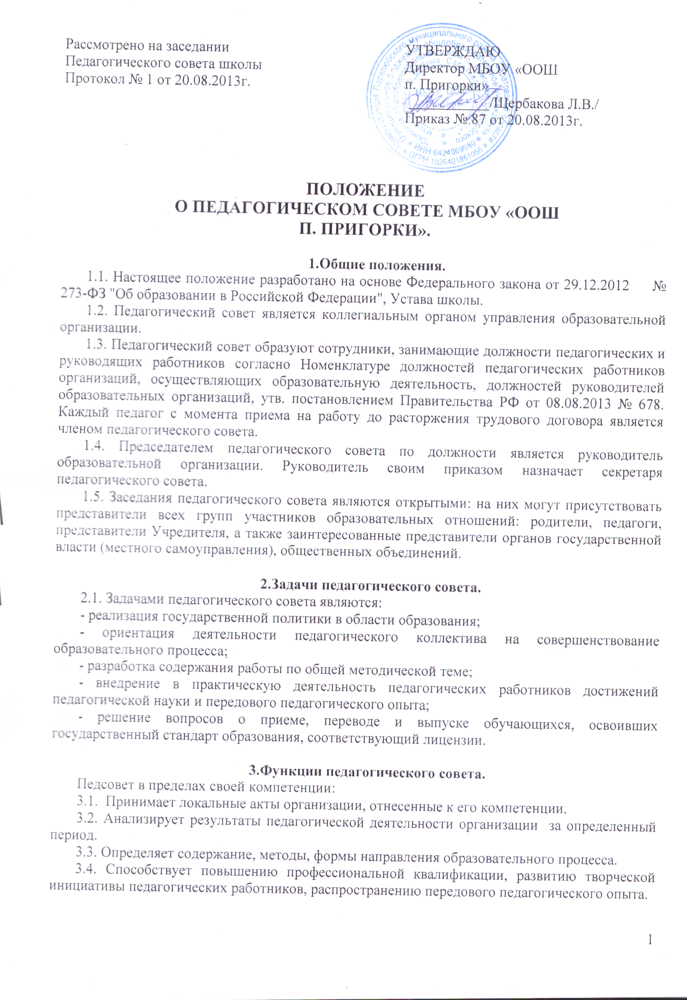 Рассмотрено на заседании
Педагогического совета школы
Протокол № 1 от 20.08.2013г.
УТВЕРЖДАЮ
Директор МБОУ «ООШ
п. Пригорки»
/Щербакова Л.В./
Приказ № 87 от 20.08.2013г.
Администрация Перелюбского муниципального района Саратовской области
ОГРН 1026401861056
ИНН 6424009960
ПОЛОЖЕНИЕ
О ПЕДАГОГИЧЕСКОМ СОВЕТЕ МБОУ «ООШ
П. ПРИГОРКИ».
1.Общие положения.
1.1. Настоящее положение разработано на основе Федерального закона от 29.12.2012 №
273-ФЗ "Об образовании в Российской Федерации", Устава школы.
1.2. Педагогический совет является коллегиальным органом управления образовательной
организации.
1.3. Педагогический совет образуют сотрудники, занимающие должности педагогических и
руководящих работников согласно Номенклатуре должностей педагогических работников
организаций, осуществляющих образовательную деятельность, должностей руководителей
образовательных организаций, утв. постановлением Правительства РФ от 08.08.2013 № 678.
Каждый педагог с момента приема на работу до расторжения трудового договора является
членом педагогического совета.
1.4. Председателем педагогического совета по должности является руководитель
образовательной организации. Руководитель своим приказом назначает секретаря
педагогического совета.
1.5. Заседания педагогического совета являются открытыми: на них могут присутствовать
представители всех групп участников образовательных отношений: родители, педагоги,
представители Учредителя, а также заинтересованные представители органов государственной
власти (местного самоуправления), общественных объединений.
2.Задачи педагогического совета.
2.1. Задачами педагогического совета являются:
- реализация государственной политики в области образования;
- ориентация деятельности педагогического коллектива на совершенствование
образовательного процесса;
- разработка содержания работы по общей методической теме;
- внедрение в практическую деятельность педагогических работников достижений
педагогической науки и передового педагогического опыта;
- решение вопросов о приеме, переводе и выпуске обучающихся, освоивших
государственный стандарт образования, соответствующий лицензии.
3.Функции педагогического совета.
Педсовет в пределах своей компетенции:
3.1. Принимает локальные акты организации, отнесенные к его компетенции.
3.2. Анализирует результаты педагогической деятельности организации за определенный
период.
3.3. Определяет содержание, методы, формы направления образовательного процесса.
3.4. Способствует повышению профессиональной квалификации, развитию творческой
инициативы педагогических работников, распространению передового педагогического опыта.
1